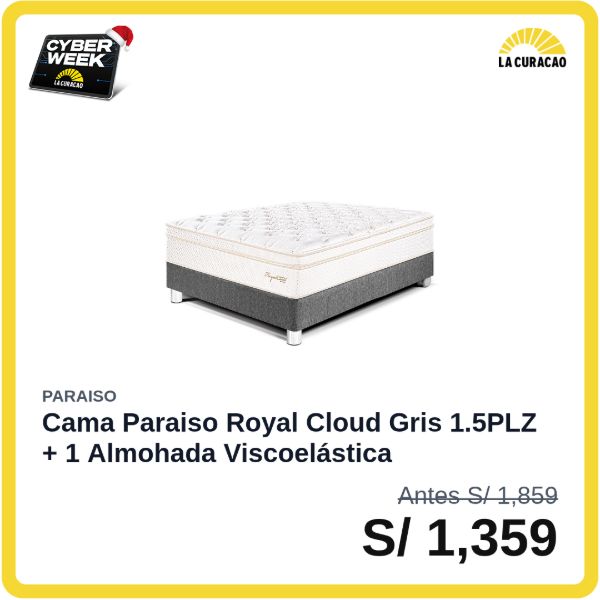 CYBER
WEEK
LA CURACAO
LA CURACAO
PARAISO
Cama Paraiso Royal Cloud Gris 1.5PLZ
+ 1 Almohada Viscoelástica
Antes S/ 1,859
S/ 1,359